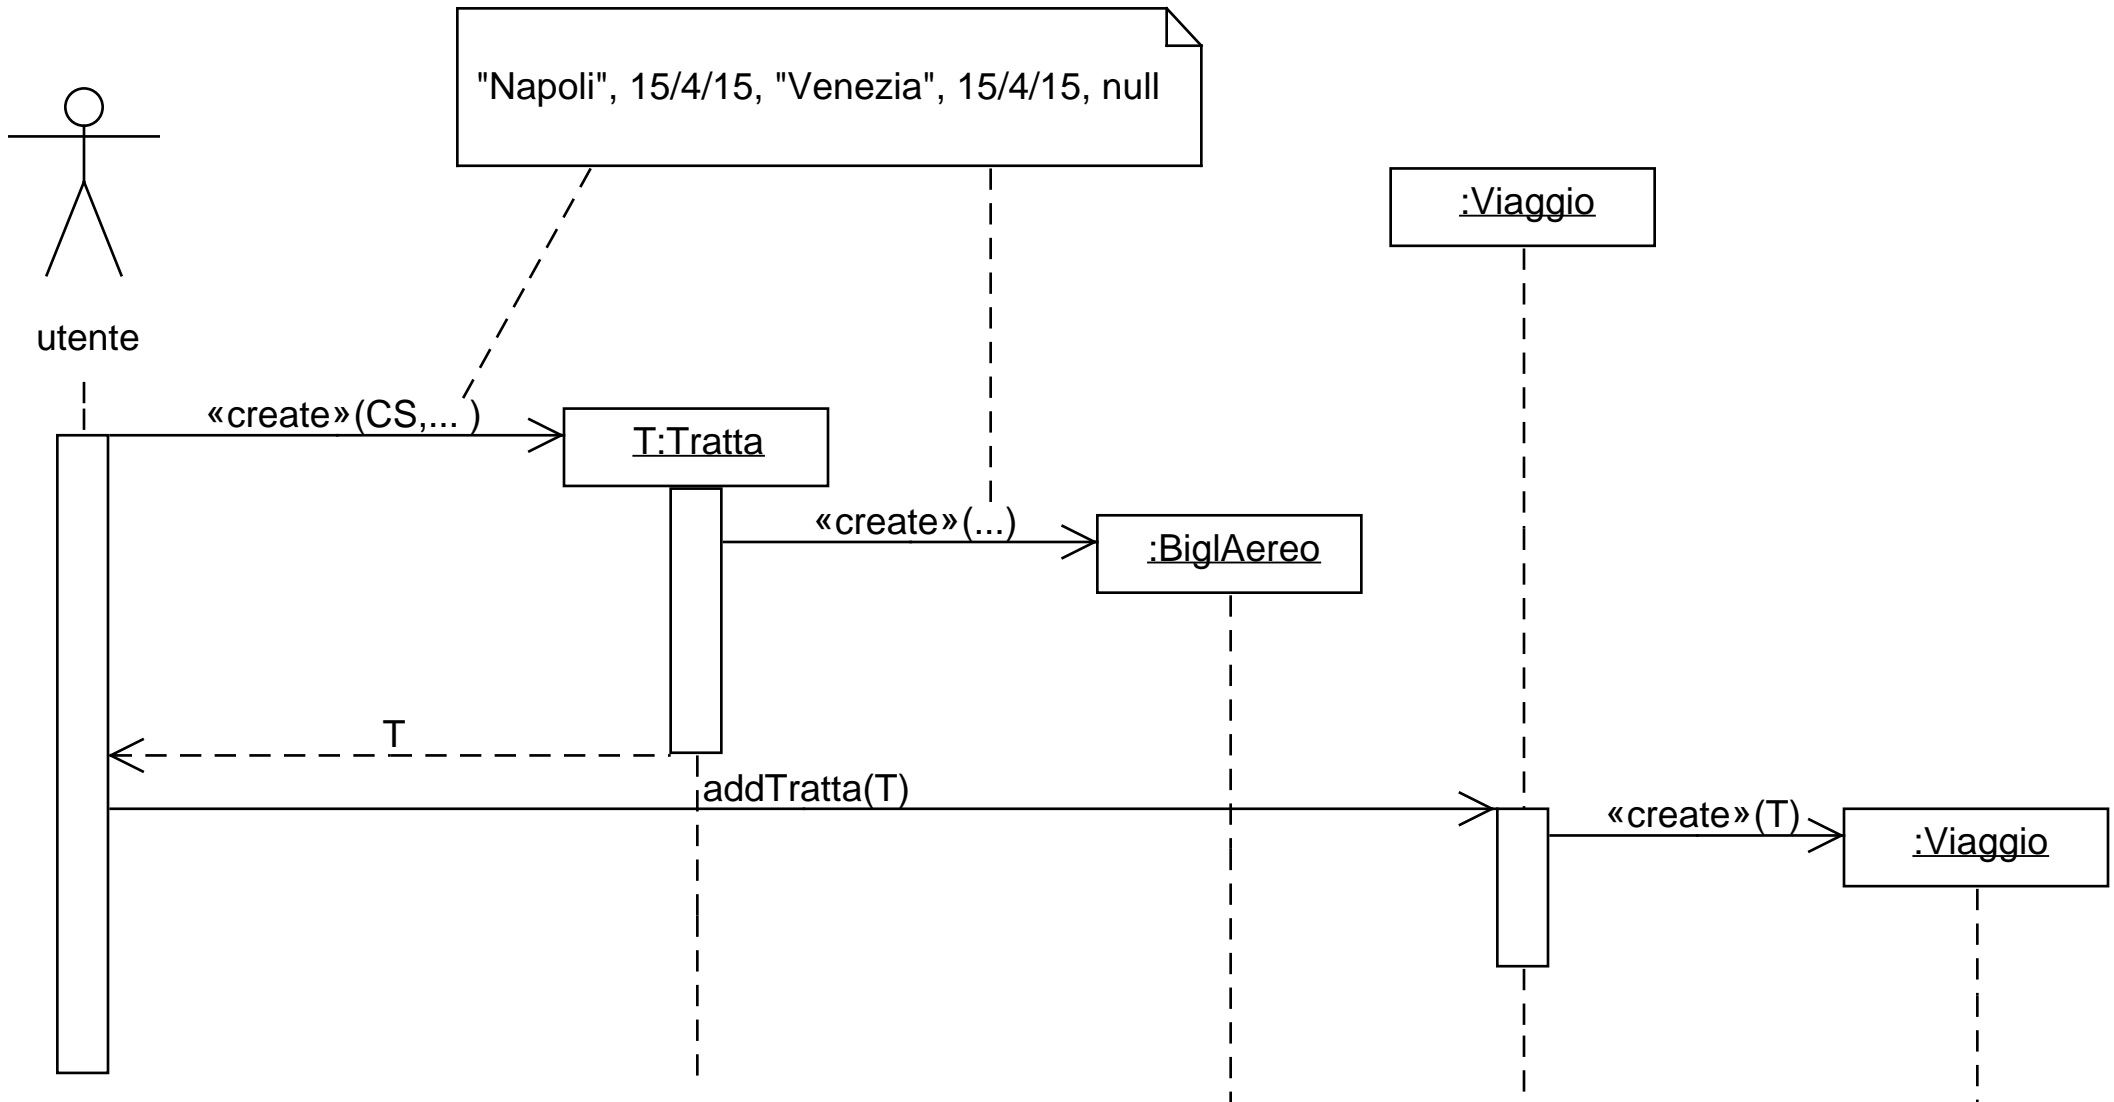 "Napoli", 15/4/15, "Venezia", 15/4/15, null
:Viaggio
utente
«create»(CS,... )
T:Tratta
«create»(...)
:BiglAereo
T
addTratta(T)
«create»(T)
:Viaggio